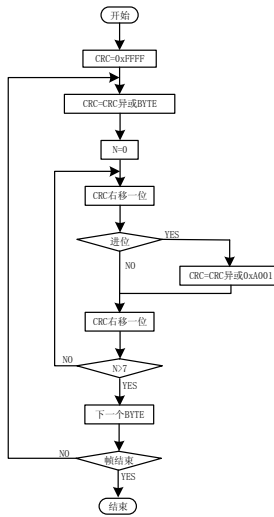 开始
CRC=0xFFFF
CRC=CRC异或BYTE
N=0
CRC右移一位
进位
YES
NO
CRC=CRC异或0xA001
CRC右移一位
N>7
NO
YES
下一个BYTE
帧结束
NO
YES
结束